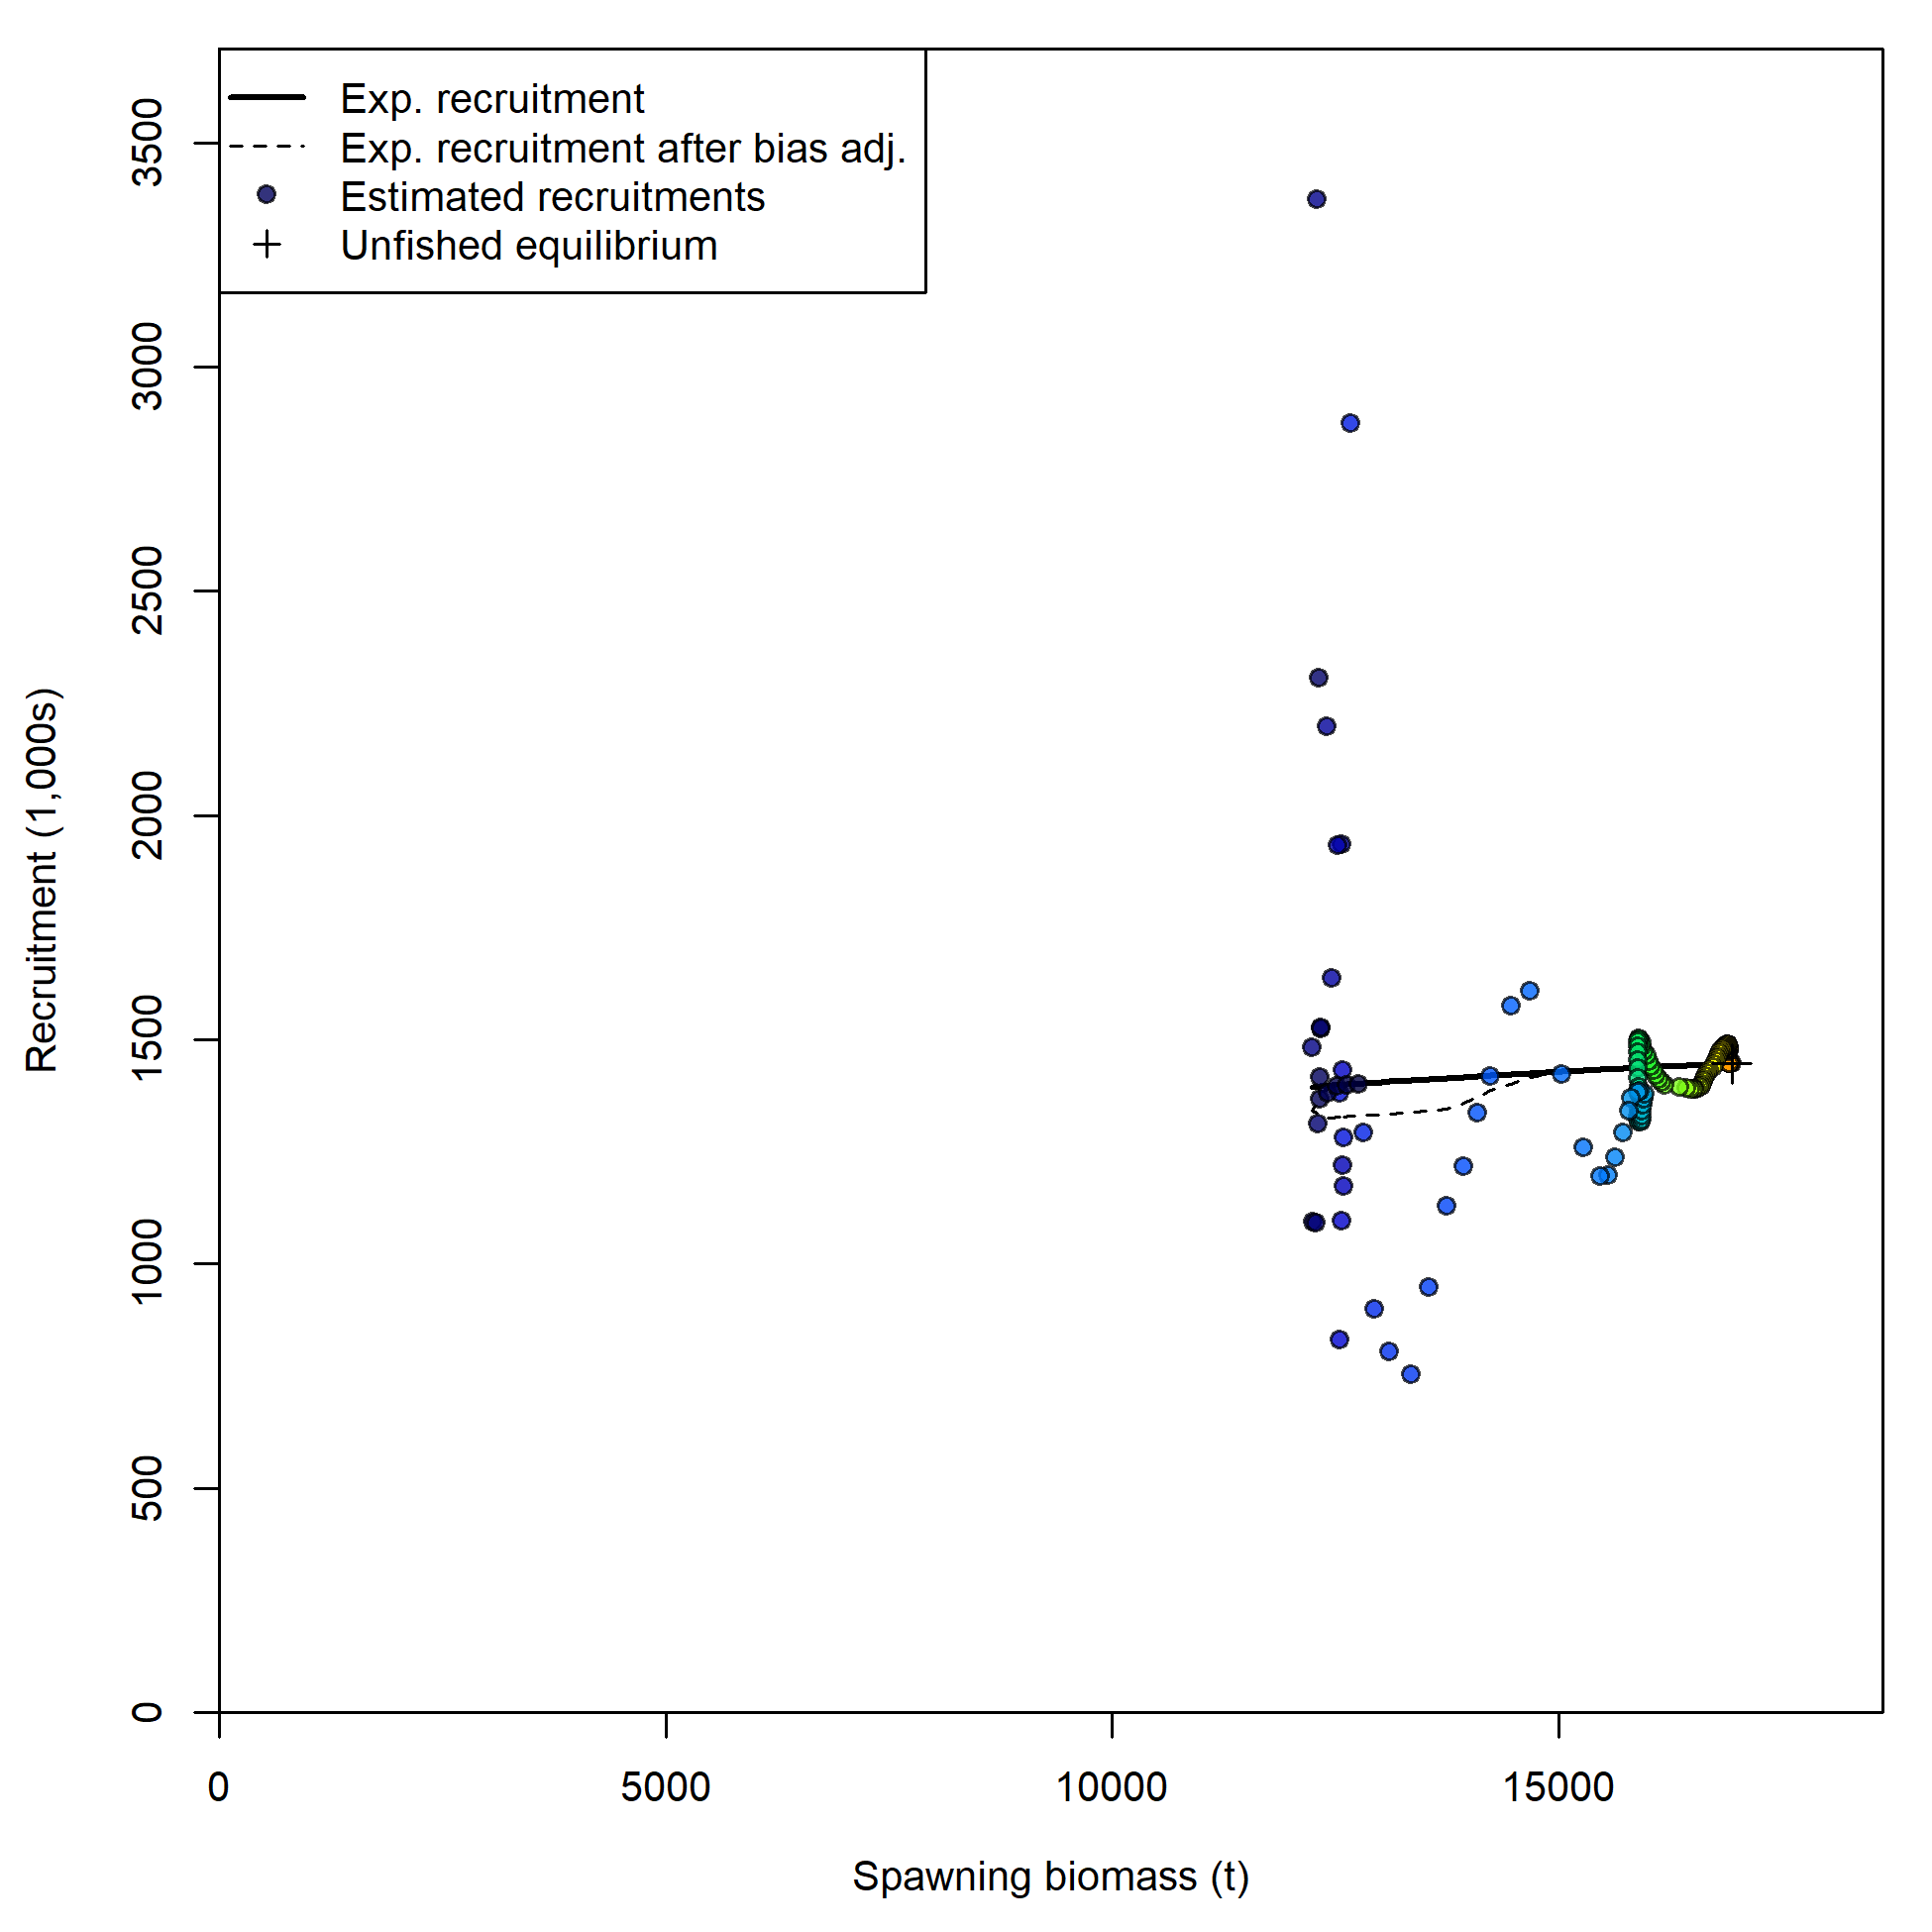 Exp. recruitment
Exp. recruitment after bias adj.
Estimated recruitments
Unfished equilibrium
3500
3000
2500
2000
1500
1000
500
0
Recruitment (1,000s)
0 5000 10000 15000
Spawning biomass (t)